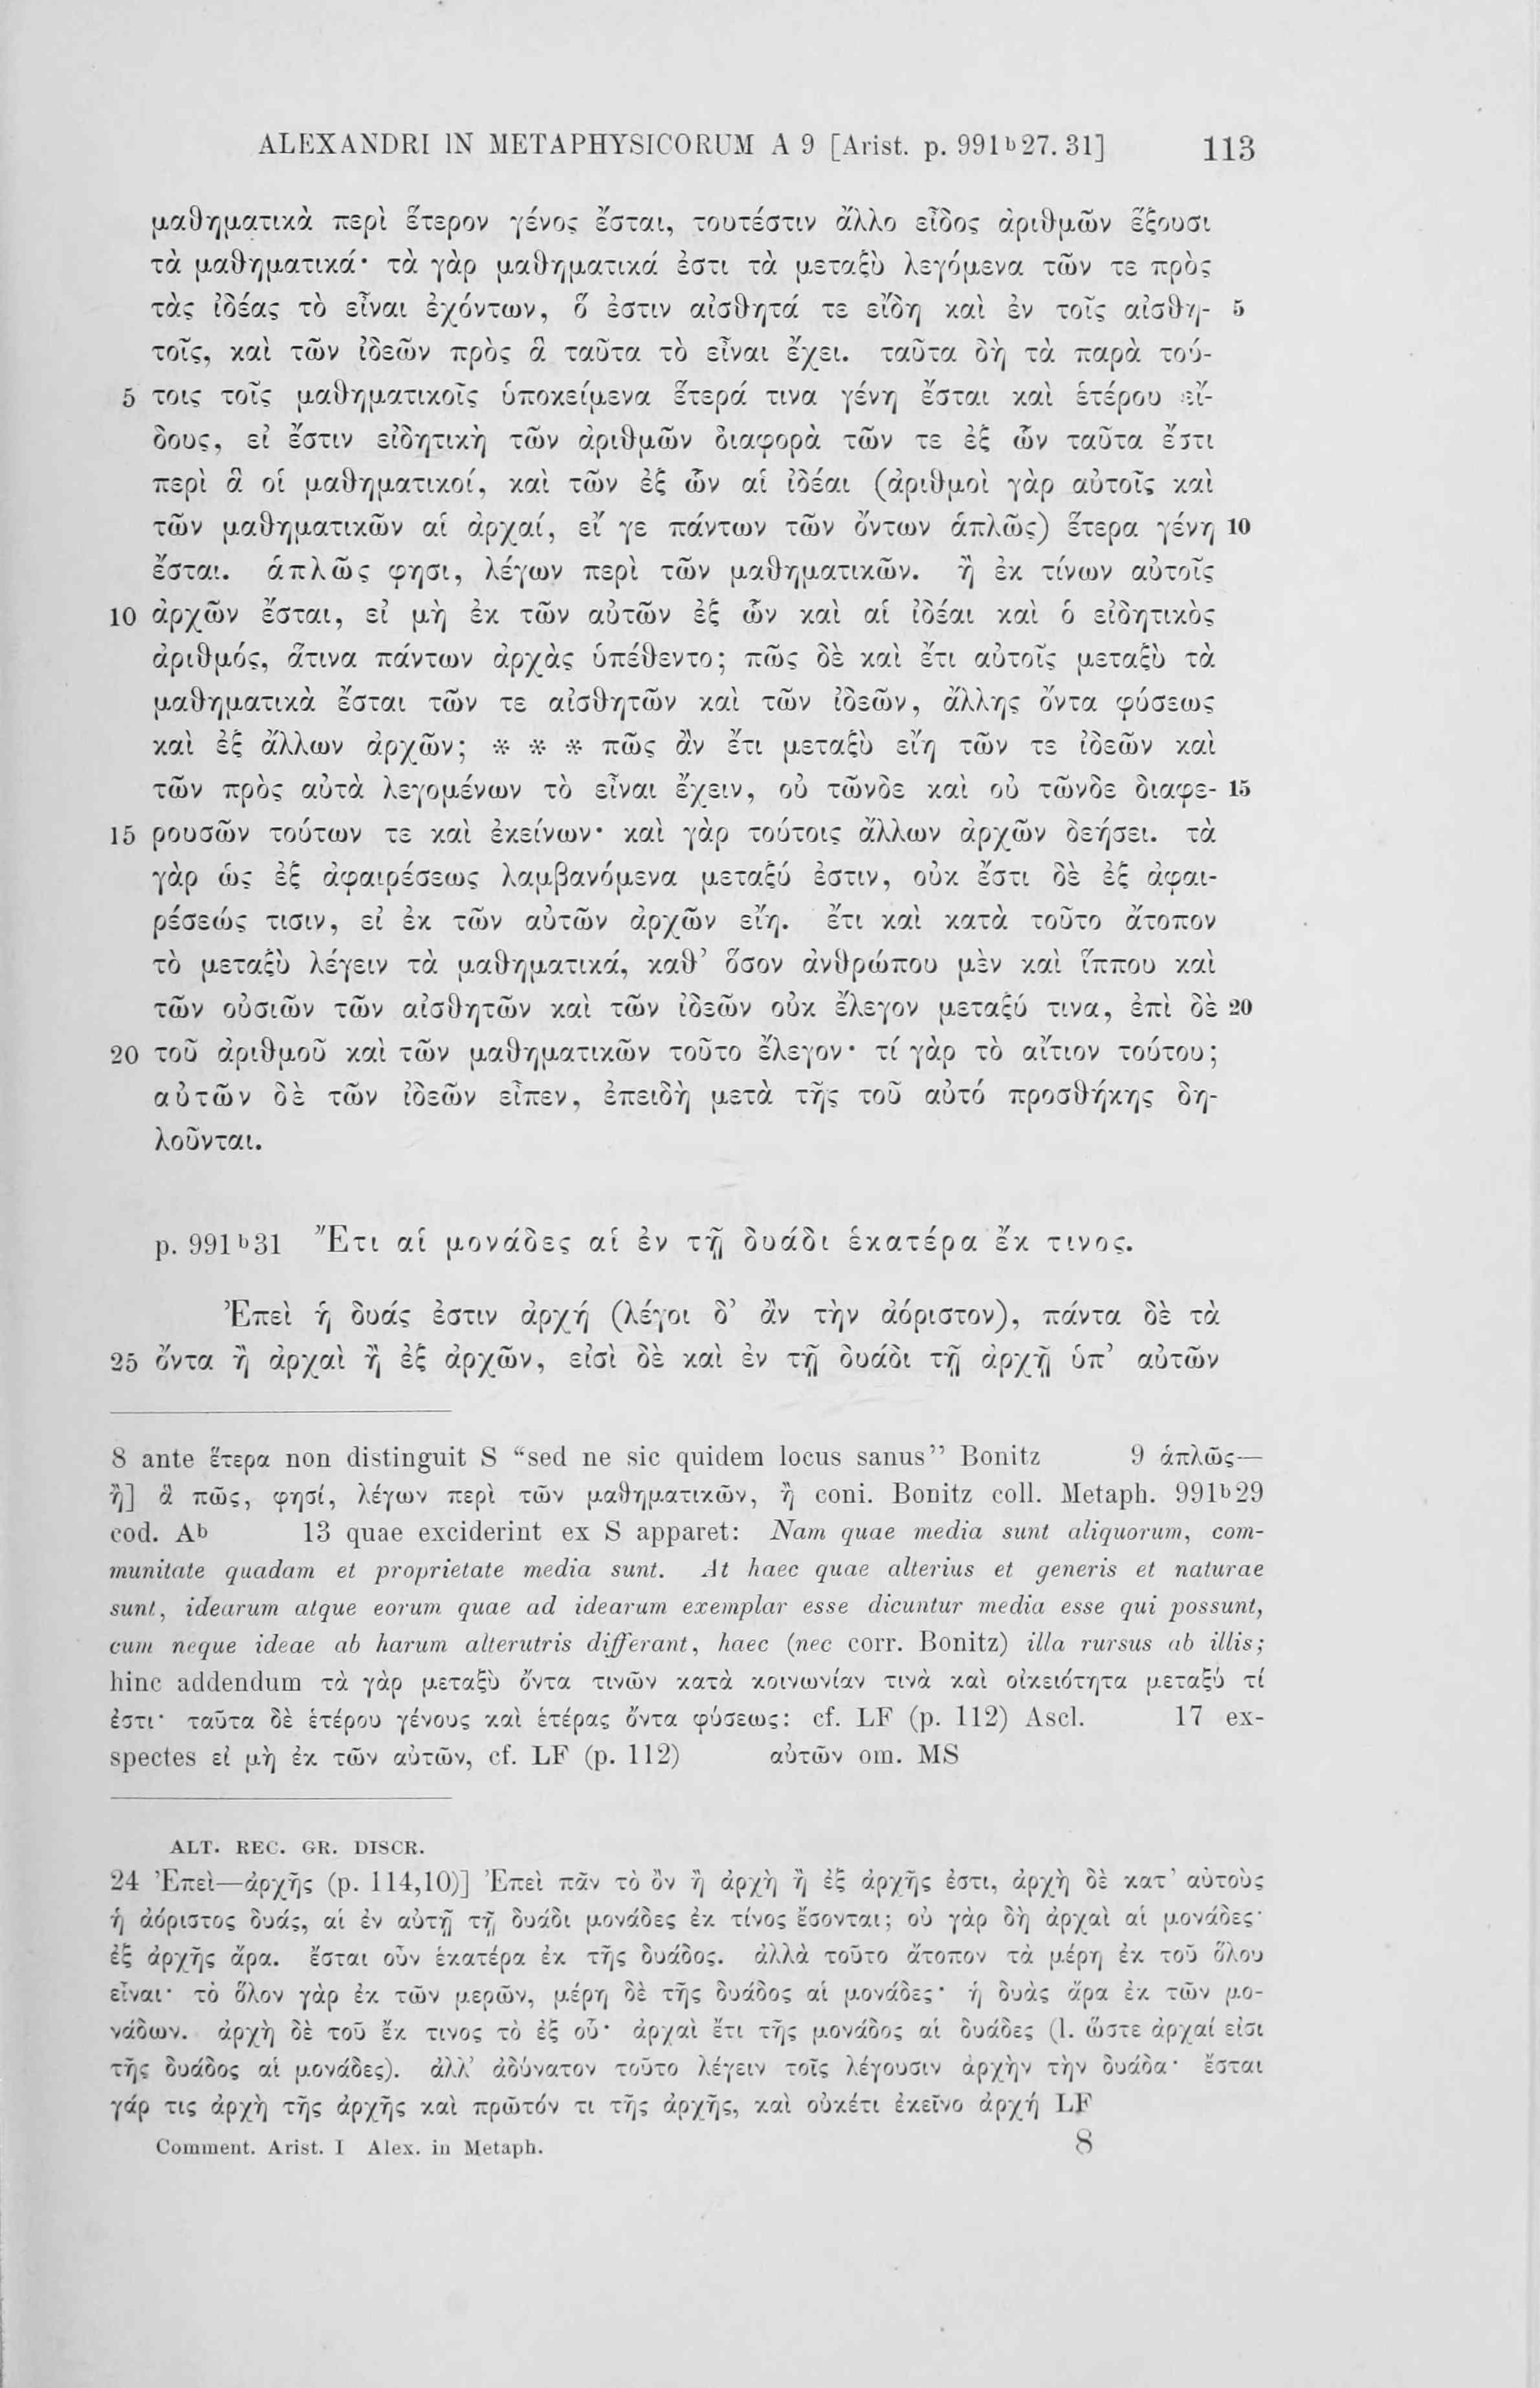 ALEXANDRI IN METAPHYSICORUM A 9 [Arist. p. 991b27. 31] 113
μαθηματικὰ περὶ ἕτερον γένος ἔσται, τουτέστιν ἄλλο εἶδος ἀριθμῶν ἕξουσι
τὰ μαθηματικά· τὰ γὰρ μαθηματικά ἐστι τὰ μεταξὺ λεγόμενα τῶν τε πρὸς
τὰς ἰδέας τὸ εἶναι ἐχόντων, ὅ ἐστιν αἰσθητά τε εἴδη καὶ ἐν τοῖς αἰσθη- 5
τοῖς, καὶ τῶν ἰδεῶν πρὸς ἃ ταῦτα τὸ εἶναι ἔχει. ταῦτα δὴ τὰ παρὰ τού-
5 τοις τοῖς μαθηματικοῖς ὑποκείμενα ἕτερά τινα γένη ἔσται καὶ ἑτέρου εἴ-
δους, εἰ ἔστιν εἰδητικὴ τῶν ἀριθμῶν διαφορὰ τῶν τε ἐξ ὧν ταῦτα ἔστι
περὶ ἃ οἱ μαθηματικοί, καὶ τῶν ἐξ ὧν αἱ ἰδέαι (ἀριθμοὶ γὰρ αὐτοῖς καὶ
τῶν μαθηματικῶν αἱ ἀρχαί, εἴ γε πάντων τῶν ὄντων ἁπλῶς) ἕτερα γένη 10
ἔσται. ἁπλῶς φησι, λέγων περὶ τῶν μαθηματικῶν. ἢ ἐκ τίνων αὐτοῖς
10 ἀρχῶν ἔσται, εἰ μὴ ἐκ τῶν αὐτῶν ἐξ ὧν καὶ αἱ ἰδέαι καὶ ὁ εἰδητικὸς
ἀριθμός, ἅτινα πάντων ἀρχὰς ὑπέθεντο; πῶς δὲ καὶ ἔτι αὐτοῖς μεταξὺ τὰ
μαθηματικὰ ἔσται τῶν τε αἰσθητῶν καὶ τῶν ἰδεῶν, ἄλλης ὄντα φύσεως
καὶ ἐξ ἄλλων ἀρχῶν; * * * πῶς ἂν ἔτι μεταξὺ εἴη τῶν τε ἰδεῶν καὶ
τῶν πρὸς αὐτὰ λεγομένων τὸ εἶναι ἔχειν, οὐ τῶνδε καὶ οὐ τῶνδε διαφε- 15
15 ρουσῶν τούτων τε καὶ ἐκείνων· καὶ γὰρ τούτοις ἄλλων ἀρχῶν δεήσει. τὰ
γὰρ ὡς ἐξ ἀφαιρέσεως λαμβανόμενα μεταξύ ἐστιν, οὐκ ἔστι δὲ ἐξ ἀφαι-
ρέσεώς τισιν, εἰ ἐκ τῶν αὐτῶν ἀρχῶν εἴη. ἔτι καὶ κατὰ τοῦτο ἄτοπον
τὸ μεταξὺ λέγειν τὰ μαθηματικά, καθ’ ὅσον ἀνθρώπου μὲν καὶ ἵππου καὶ
τῶν οὐσιῶν τῶν αἰσθητῶν καὶ τῶν ἰδεῶν οὐκ ἔλεγον μεταξύ τινα, ἐπὶ δὲ 20
20 τοῦ ἀριθμοῦ καὶ τῶν μαθηματικῶν τοῦτο ἔλεγον· τί γὰρ τὸ αἴτιον τούτου;
αὐτῶν δὲ τῶν ἰδεῶν εἶπεν, ἐπειδὴ μετὰ τῆς τοῦ αὐτό προσθήκης δη-
λοῦνται.
p. 991b31 Ἔτι αἱ μονάδες αἱ ἐν τῇ δυάδι ἑκατέρα ἔκ τινος.
Ἐπεὶ ἡ δυάς ἐστιν ἀρχή (λέγοι δ’ ἂν τὴν ἀόριστον), πάντα δὲ τὰ
25 ὄντα ἢ ἀρχαὶ ἢ ἐξ ἀρχῶν, εἰσὶ δὲ καὶ ἐν τῇ δυάδι τῇ ἀρχῇ ὑπ’ αὐτῶν
8 ante ἕτερα non distinguit S “sed ne sic quidem locus sanus” Bonitz 9 ἁπλῶς—
ἢ] ἃ πῶς, φησί, λέγων περὶ τῶν μαθηματικῶν, ἢ coni. Bonitz coll. Metaph. 991b29
cod. Ab 13 quae exciderint ex S apparet: Nam quae media sunt aliquorum, com-
munitate quadam et proprietate media sunt. At haec quae alterius et generis et naturae
sunt, idearum atque eorum quae ad idearum exemplar esse dicuntur media esse qui possunt,
cum neque ideae ab harum alterutris differant, haec (nec corr. Bonitz) illa rursus ab illis;
hinc addendum τὰ γὰρ μεταξὺ ὄντα τινῶν κατὰ κοινωνίαν τινὰ καὶ οἰκειότητα μεταξύ τί
ἐστι· ταῦτα δὲ ἑτέρου γένους καὶ ἑτέρας ὄντα φύσεως: cf. LF (p. 112) Ascl. 17 ex-
spectes εἰ μὴ ἐκ τῶν αὐτῶν, cf. LF (p. 112) αὐτῶν om. MS
ALT. REC. GR. DISCR.
24 Ἐπεὶ—ἀρχῆς (p. 114,10)] Ἐπεὶ πᾶν τὸ ὂν ἢ ἀρχὴ ἢ ἐξ ἀρχῆς ἐστι, ἀρχὴ δὲ κατ’ αὐτοὺς
ἡ ἀόριστος δυάς, αἱ ἐν αὐτῇ τῇ δυάδι μονάδες ἐκ τίνος ἔσονται; οὐ γὰρ δὴ ἀρχαὶ αἱ μονάδες·
ἐξ ἀρχῆς ἄρα. ἔσται οὖν ἑκατέρα ἐκ τῆς δυάδος. ἀλλὰ τοῦτο ἄτοπον τὰ μέρη ἐκ τοῦ ὅλου
εἶναι· τὸ ὅλον γὰρ ἐκ τῶν μερῶν, μέρη δὲ τῆς δυάδος αἱ μονάδες· ἡ δυὰς ἄρα ἐκ τῶν μο-
νάδων. ἀρχὴ δὲ τοῦ ἔκ τινος τὸ ἐξ οὗ· ἀρχαὶ ἔτι τῆς μονάδος αἱ δυάδες (l. ὥστε ἀρχαί εἰσι
τῆς δυάδος αἱ μονάδες). ἀλλ’ ἀδύνατον τοῦτο λέγειν τοῖς λέγουσιν ἀρχὴν τὴν δυάδα· ἔσται
γάρ τις ἀρχὴ τῆς ἀρχῆς καὶ πρῶτόν τι τῆς ἀρχῆς, καὶ οὐκέτι ἐκεῖνο ἀρχή LF
Comment. Arist. I Alex. in Metaph. 8